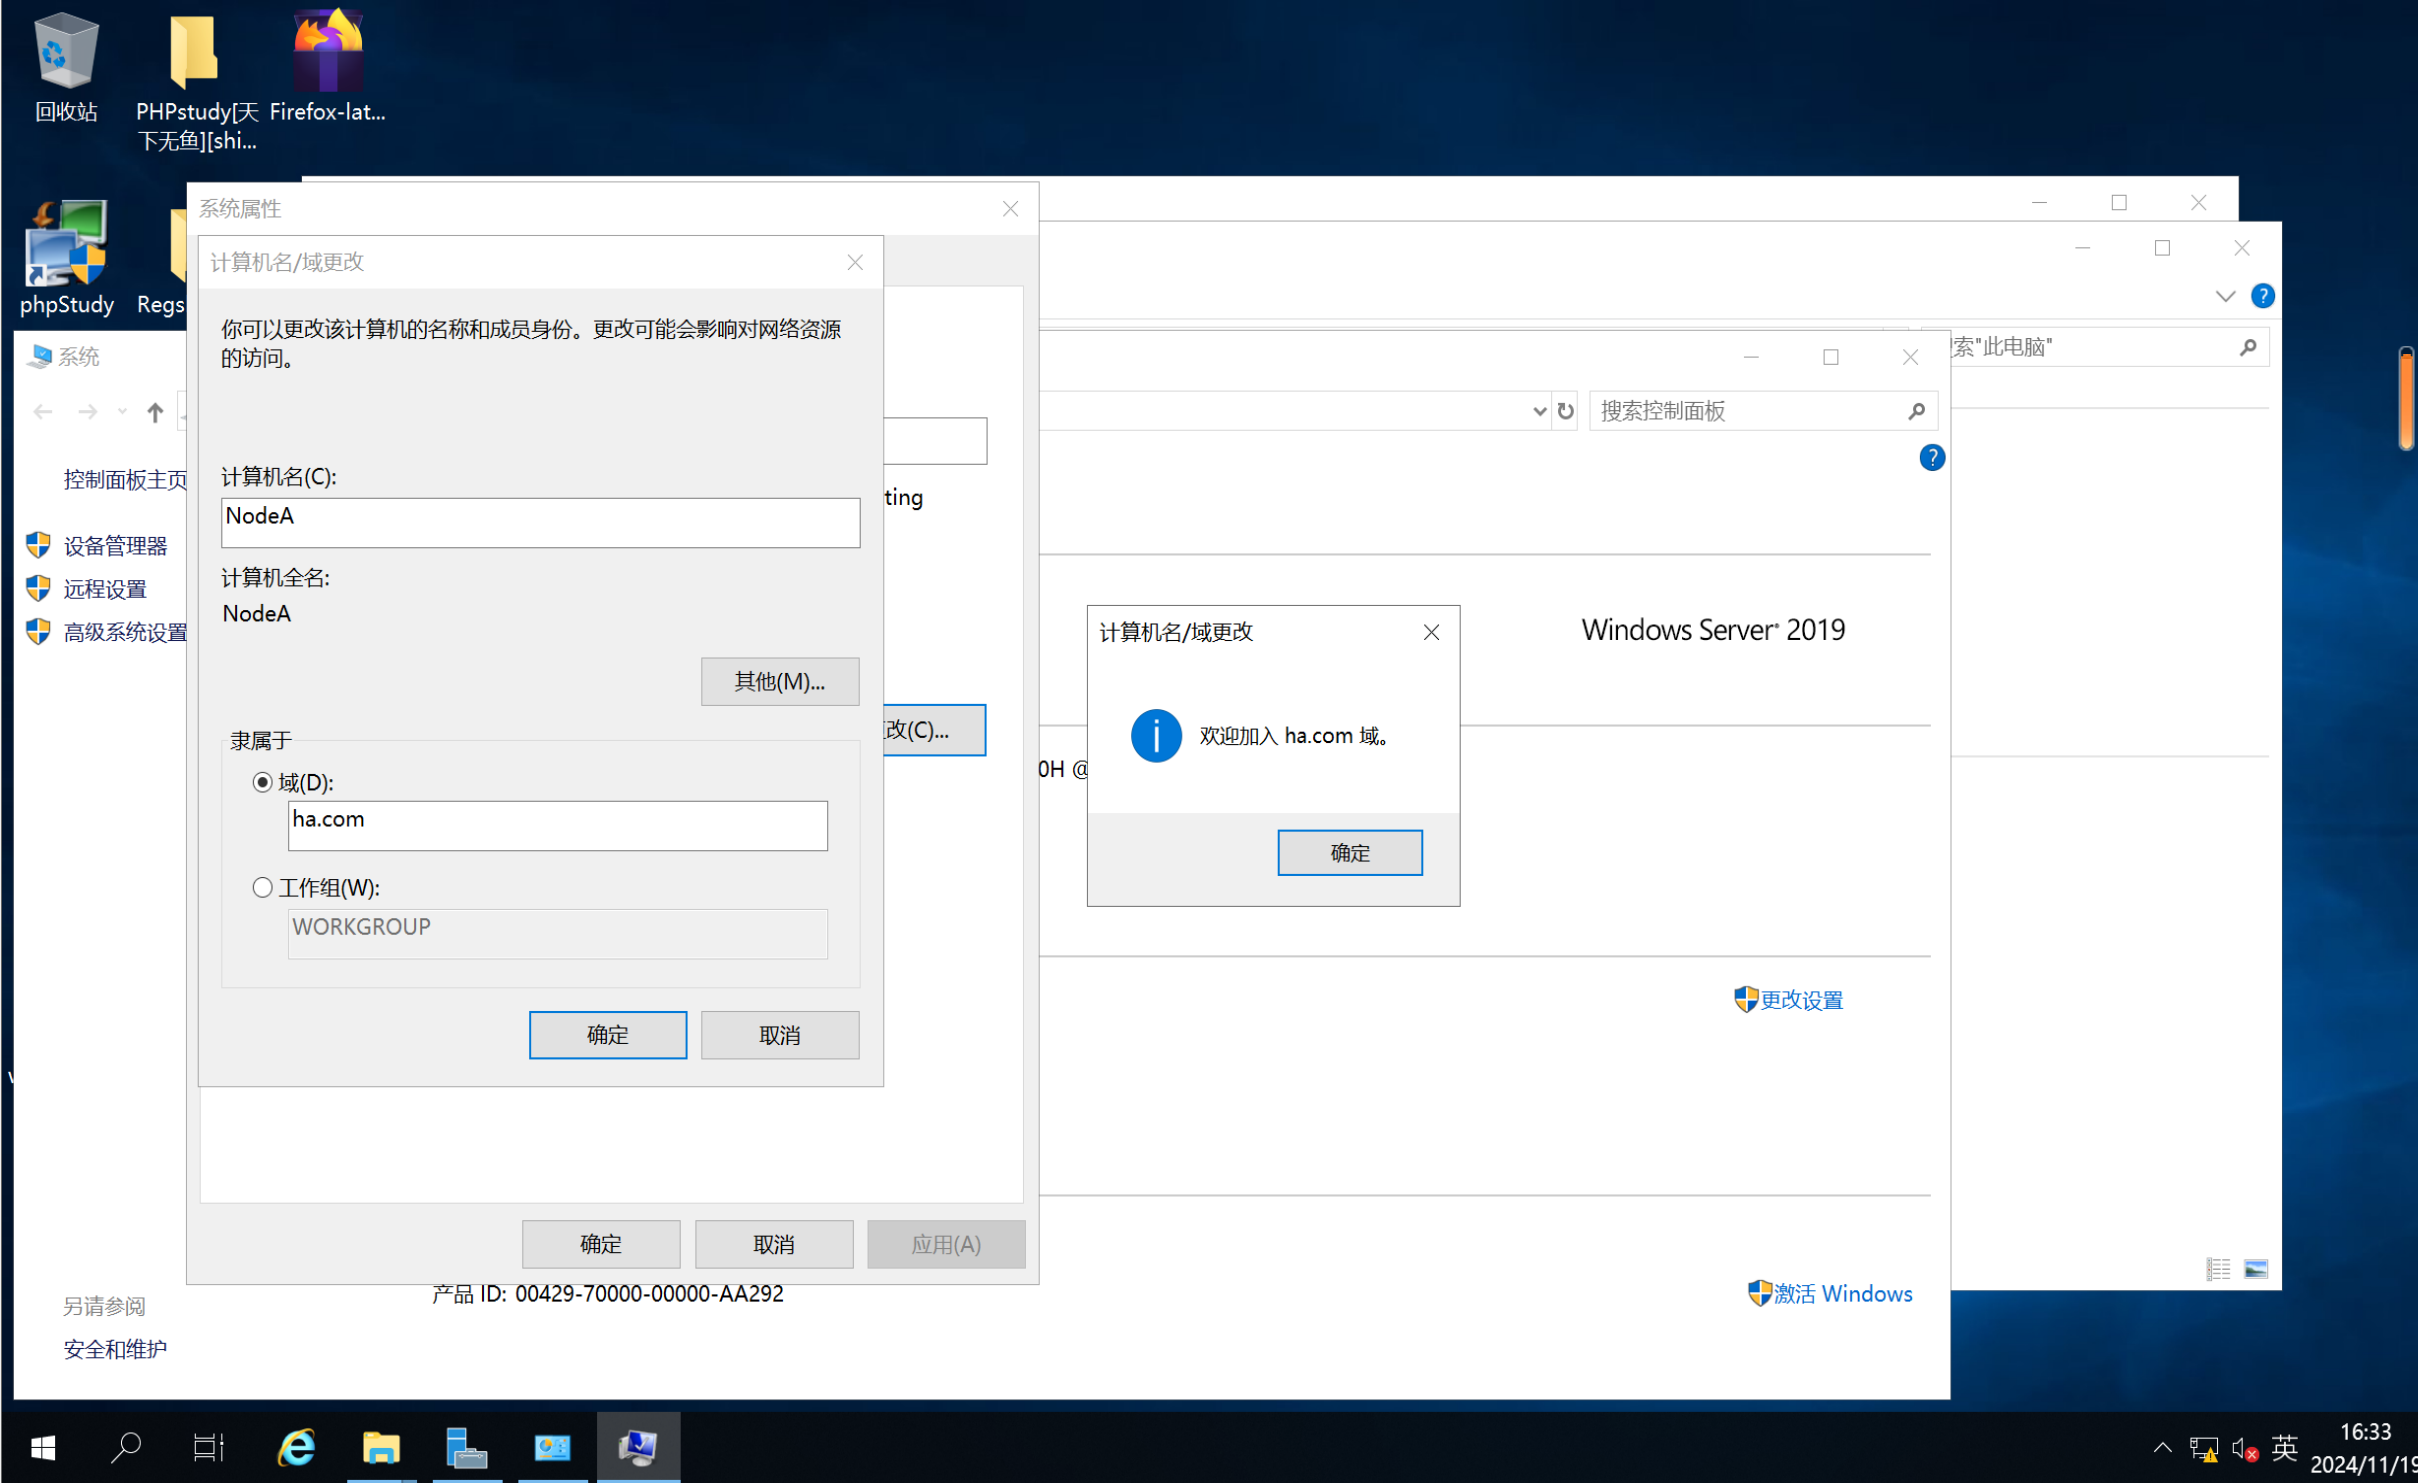 回收站
PHPstudy[天
下无鱼][shi...
Firefox-lat...
phpStudy
Regs
系统属性
计算机名/域更改
你可以更改该计算机的名称和成员身份。更改可能会影响对网络资源
的访问。
计算机名(C):
NodeA
计算机全名:
NodeA
其他(M)...
隶属于
域(D):
ha.com
工作组(W):
WORKGROUP
确定
取消
ting
改(C)...
确定
取消
应用(A)
系统
控制面板主页
设备管理器
远程设置
高级系统设置
另请参阅
安全和维护
搜索控制面板
索"此电脑"
Windows Server® 2019
0H @
计算机名/域更改
欢迎加入 ha.com 域。
确定
更改设置
产品 ID: 00429-70000-00000-AA292
激活 Windows
英
16:33
2024/11/19